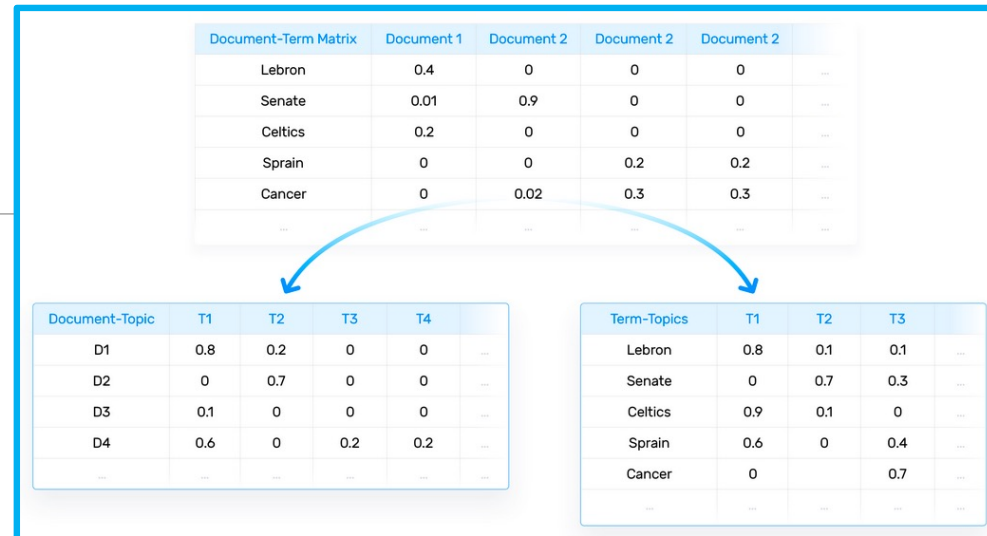 Document-Term Matrix Document 1 Document 2 Document 2 Document 2
Lebron 0.4 0 0 0 ...
Senate 0.01 0.9 0 0 ...
Celtics 0.2 0 0 0 ...
Sprain 0 0 0.2 0.2 ...
Cancer 0 0.02 0.3 0.3 ...
... ... ... ... ... ...
Document-Topic T1 T2 T3 T4
D1 0.8 0.2 0 0 ...
D2 0 0.7 0 0 ...
D3 0.1 0 0 0 ...
D4 0.6 0 0.2 0.2 ...
... ... ... ... ... ...
Term-Topics T1 T2 T3
Lebron 0.8 0.1 0.1 ...
Senate 0 0.7 0.3 ...
Celtics 0.9 0.1 0 ...
Sprain 0.6 0 0.4 ...
Cancer 0 0.7 ...
... ... ... ... ...